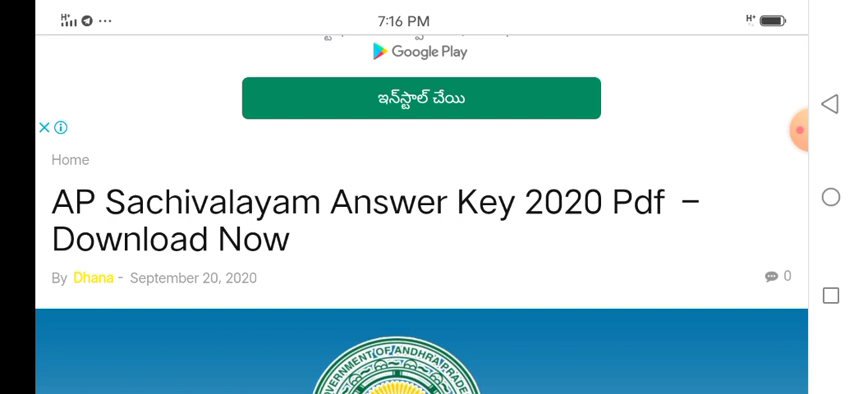 H+
7:16 PM
H+
Google Play
ఇన్‌స్టాల్ చేయి
Home
AP Sachivalayam Answer Key 2020 Pdf –
Download Now
By Dhana - September 20, 2020
0
GOVERNMENT OF ANDHRA PRADE